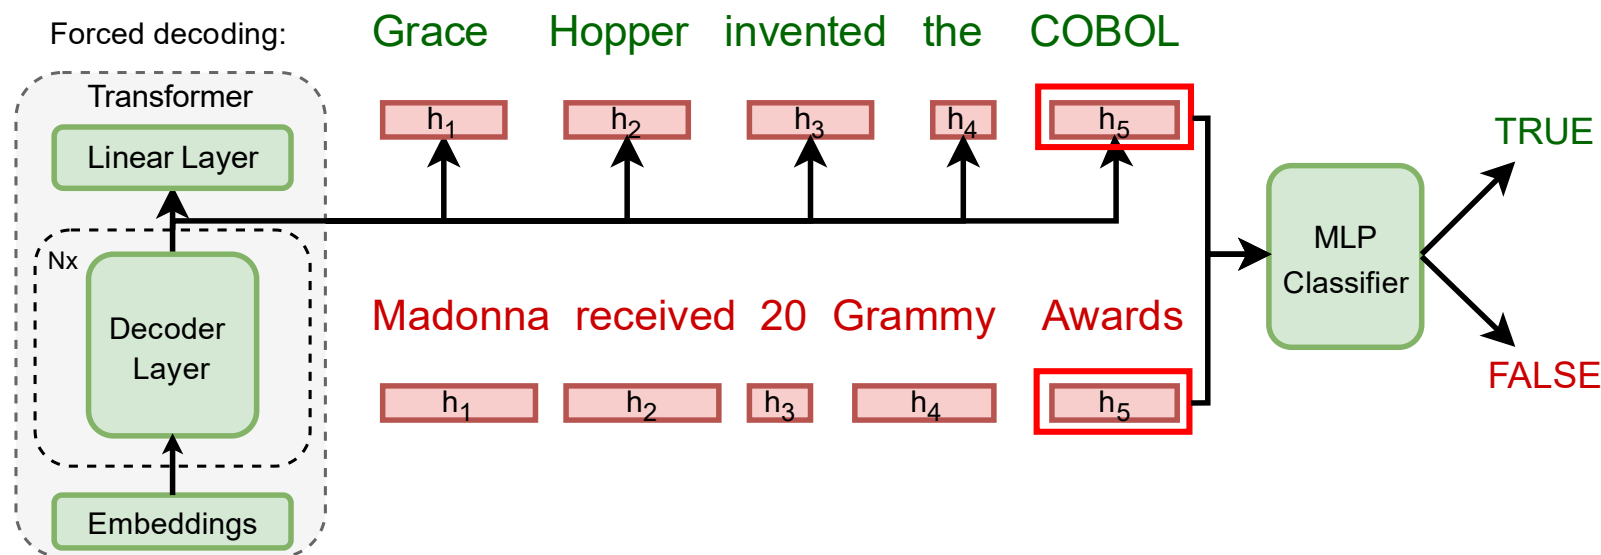 Forced decoding: Grace Hopper invented the COBOL
Transformer
h1 h2 h3 h4 h5
Linear Layer
TRUE
Nx
MLP
Classifier
Decoder
Layer
Madonna received 20 Grammy Awards
FALSE
h1 h2 h3 h4 h5
Embeddings